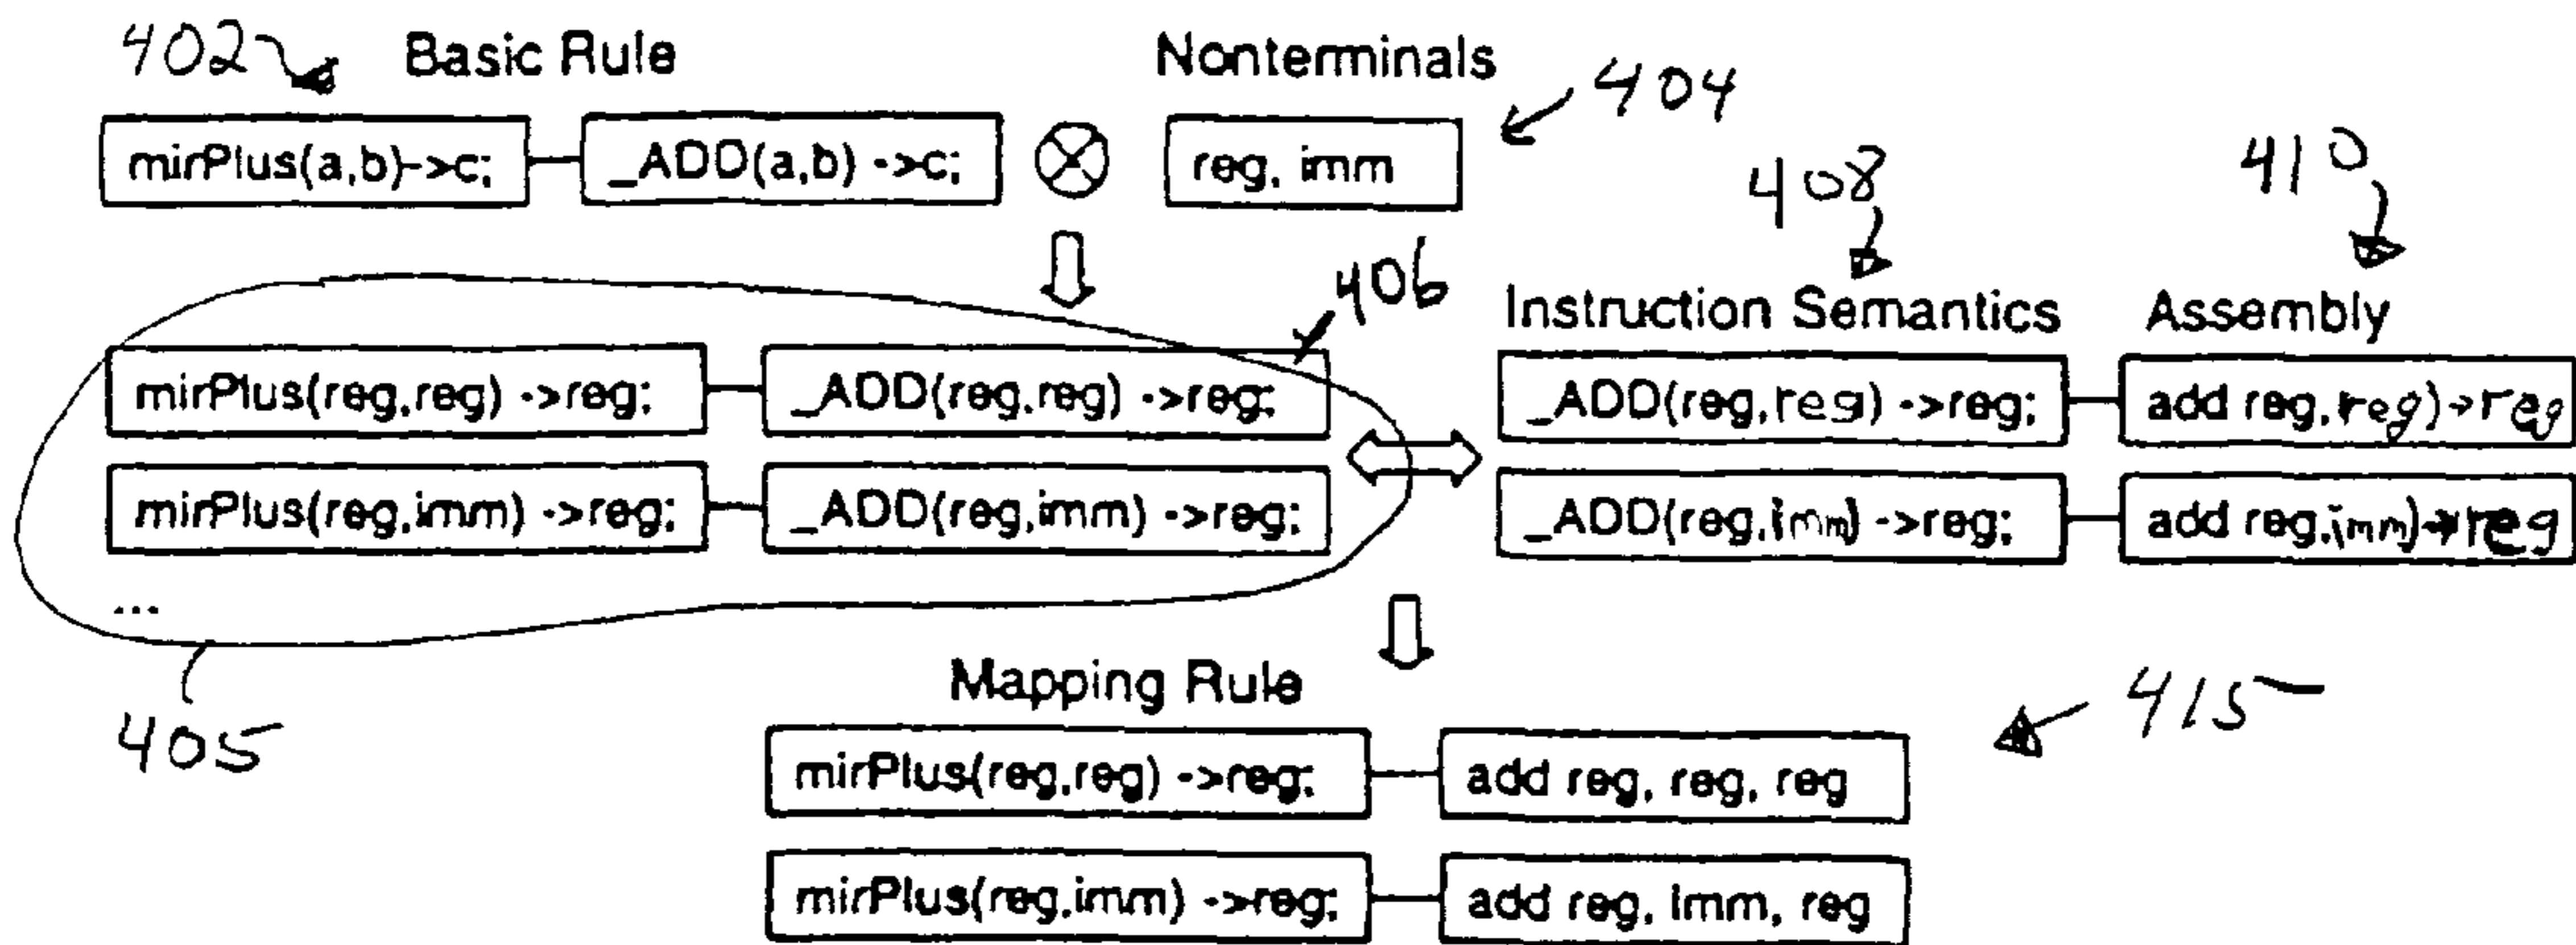 402 Basic Rule Nonterminals 404
mirPlus(a,b)->c; _ADD(a,b) ->c; reg, imm
408 410
406
Instruction Semantics Assembly
mirPlus(reg,reg) ->reg; _ADD(reg,reg) ->reg; _ADD(reg,reg) ->reg; add reg,reg)->reg
mirPlus(reg,imm) ->reg; _ADD(reg,imm) ->reg; _ADD(reg,imm) ->reg; add reg,imm)->reg
...
405
Mapping Rule 415
mirPlus(reg,reg) ->reg; add reg, reg, reg
mirPlus(reg,imm) ->reg; add reg, imm, reg